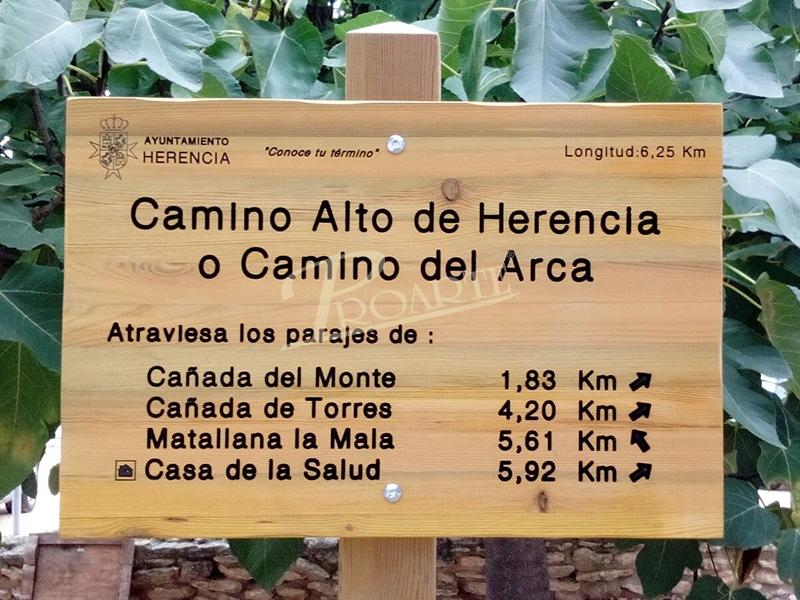 AYUNTAMIENTO
HERENCIA
"Conoce tu término"
Longitud:6,25 Km
Camino Alto de Herencia
o Camino del Arca
PROARTE®
Atraviesa los parajes de :
Cañada del Monte 1,83 Km
Cañada de Torres 4,20 Km
Matallana la Mala 5,61 Km
Casa de la Salud 5,92 Km